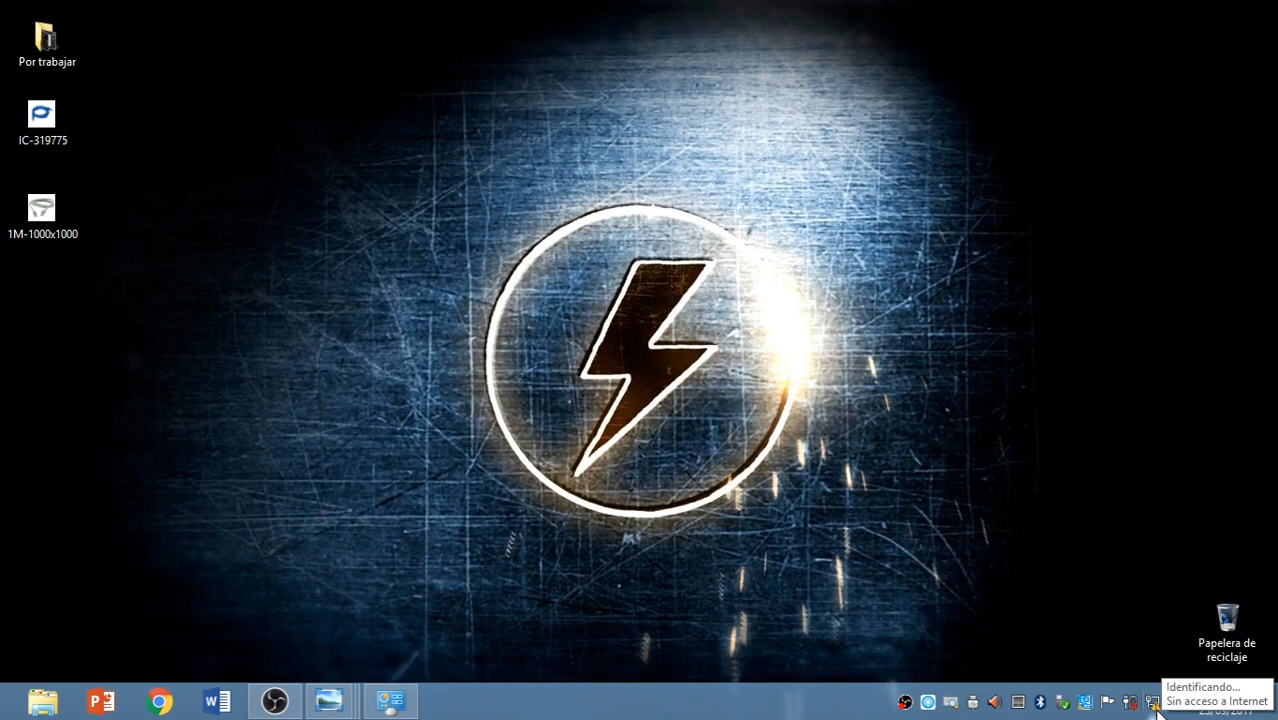 Por trabajar
IC-319775
1M-1000x1000
Papelera de
reciclaje
Identificando...
Sin acceso a Internet